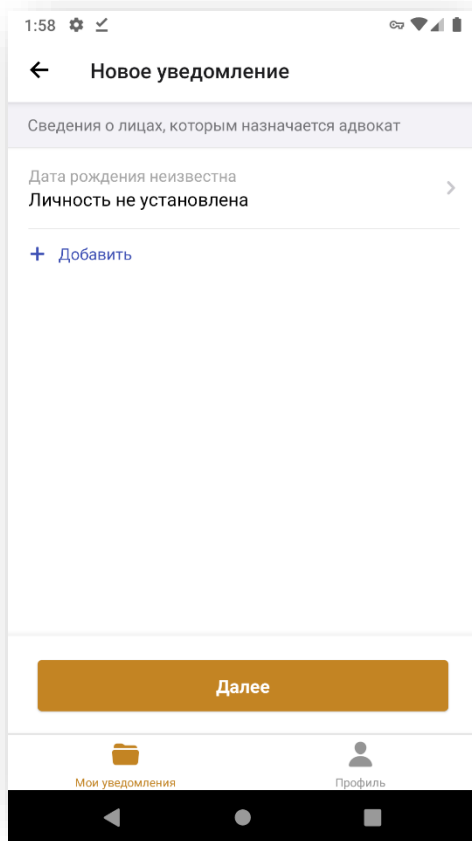 1:58
Новое уведомление
Сведения о лицах, которым назначается адвокат
Дата рождения неизвестна
Личность не установлена
+ Добавить
Далее
Мои уведомления
Профиль